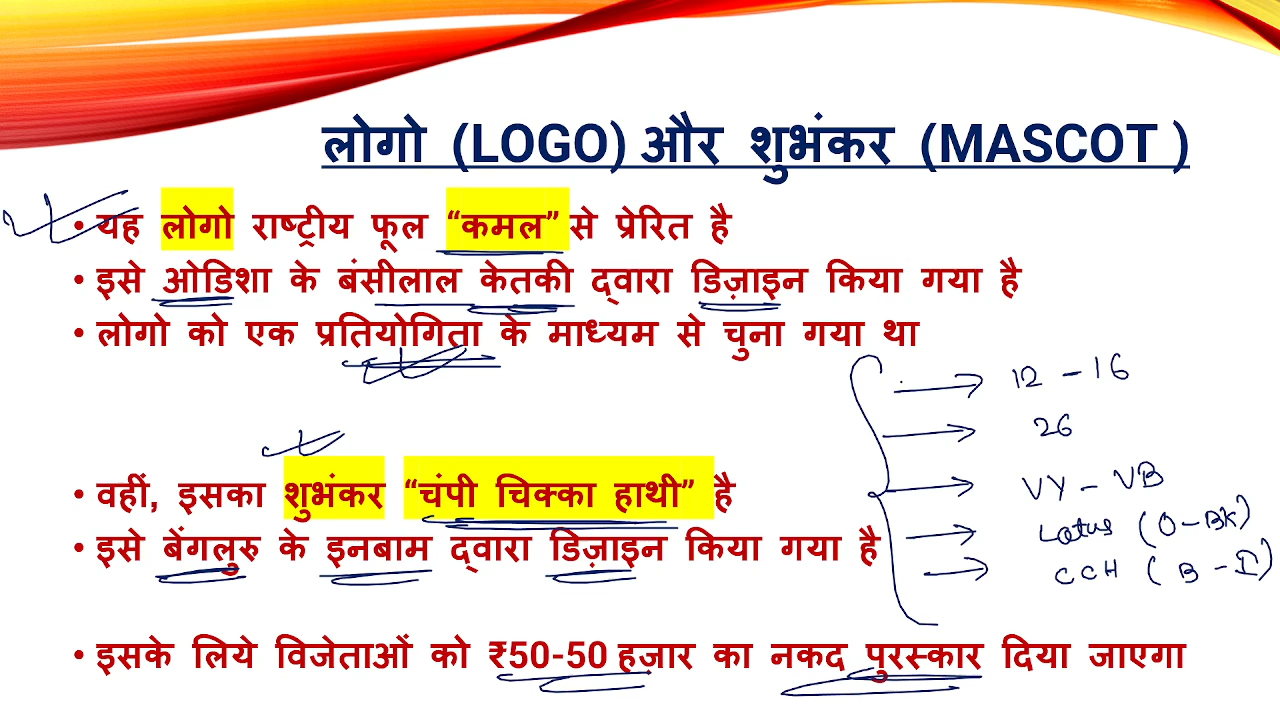 लोगो (LOGO) और शुभंकर (MASCOT )
• यह लोगो राष्ट्रीय फूल “कमल” से प्रेरित है
• इसे ओडिशा के बंसीलाल केतकी द्वारा डिज़ाइन किया गया है
• लोगो को एक प्रतियोगिता के माध्यम से चुना गया था
12 - 16
26
VY - VB
• वहीं, इसका शुभंकर “चंपी चिक्का हाथी” है
Lotus (O - BK)
• इसे बेंगलुरु के इनबाम द्वारा डिज़ाइन किया गया है
CCH (B - I)
• इसके लिये विजेताओं को ₹50-50 हज़ार का नकद पुरस्कार दिया जाएगा